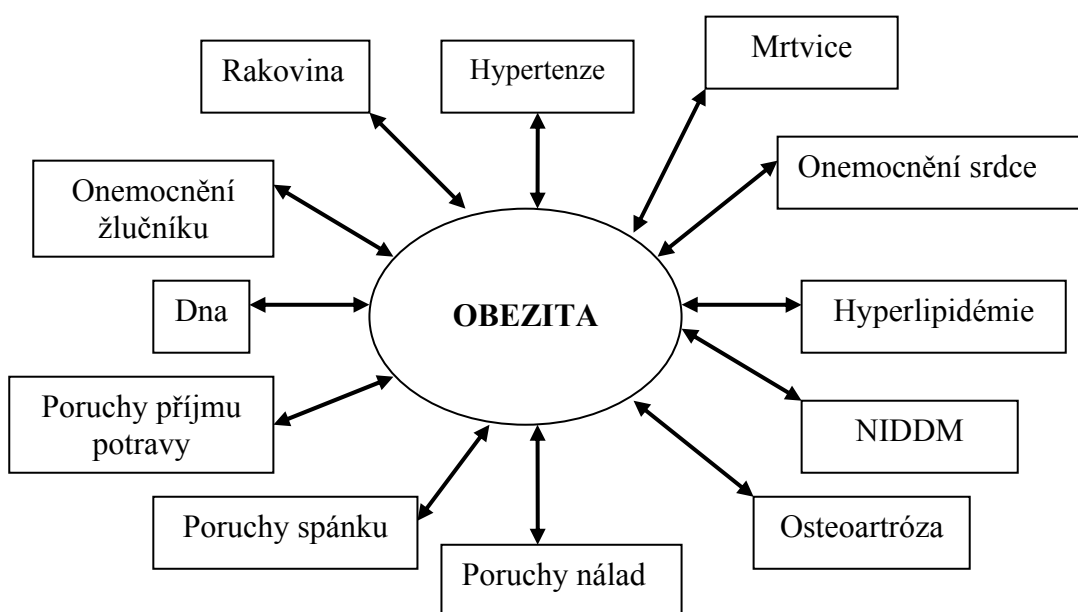 Mrtvice
Rakovina
Hypertenze
Onemocnění srdce
Onemocnění
žlučníku
Dna
OBEZITA
Hyperlipidémie
Poruchy příjmu
potravy
NIDDM
Poruchy spánku
Osteoartróza
Poruchy nálad